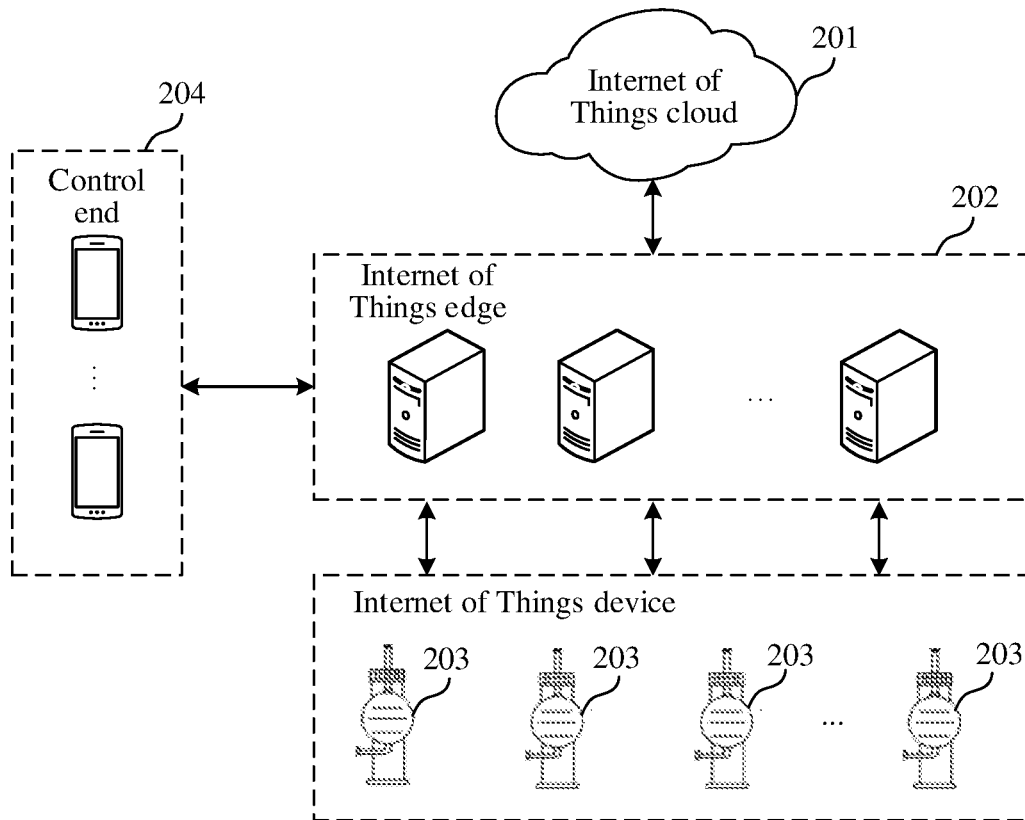 201
Internet of
Things cloud
204
Control
end
202
Internet of
Things edge
...
...
Internet of Things device
203
203
203
203
...